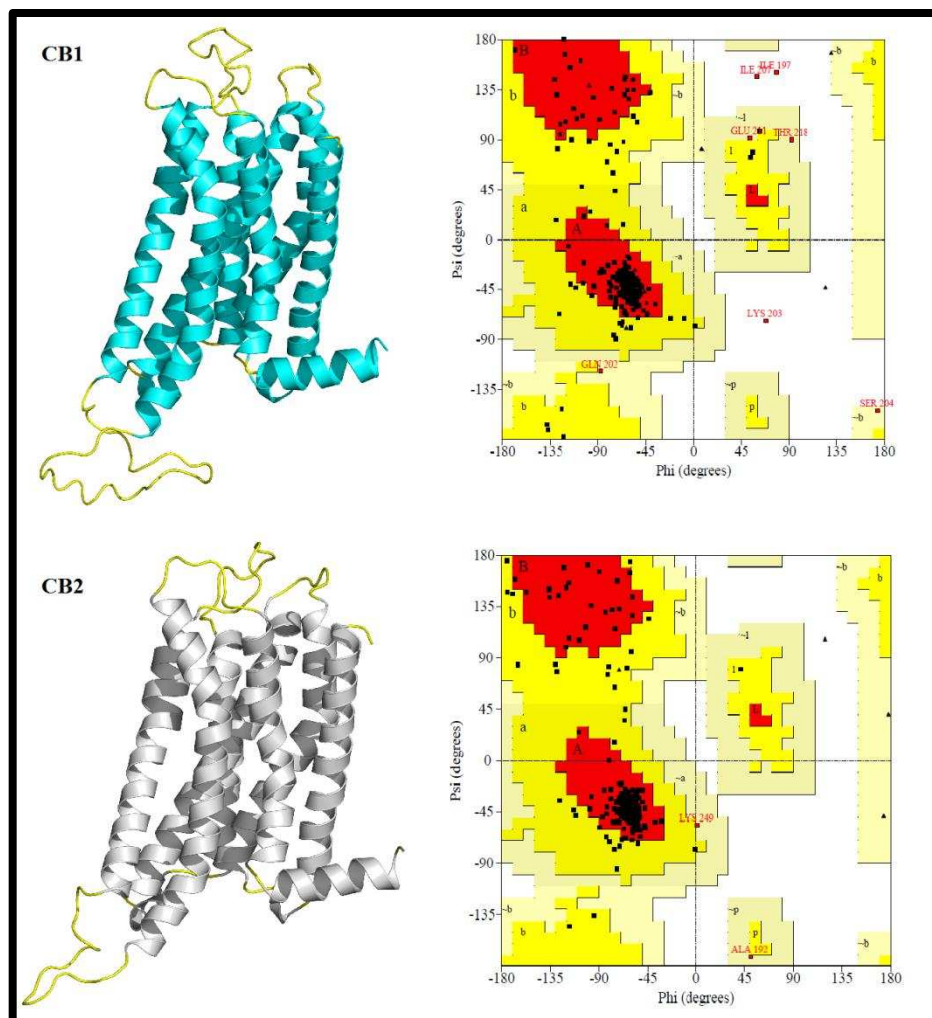 CB1
B
b
~b
b
ILE 207 ILE 197
~l
GLU 211 THR 218
l
L
a
A
~a
LYS 203
GLN 202
~b
b
~p
p
SER 204
~b
Psi (degrees)
180
135
90
45
0
-45
-90
-135
-180 -135 -90 -45 0 45 90 135 180
Phi (degrees)
CB2
B
b
~b
b
~l
l
L
a
A
~a
LYS 249
~b
b
~p
p
ALA 192
~b
Psi (degrees)
180
135
90
45
0
-45
-90
-135
-180 -135 -90 -45 0 45 90 135 180
Phi (degrees)